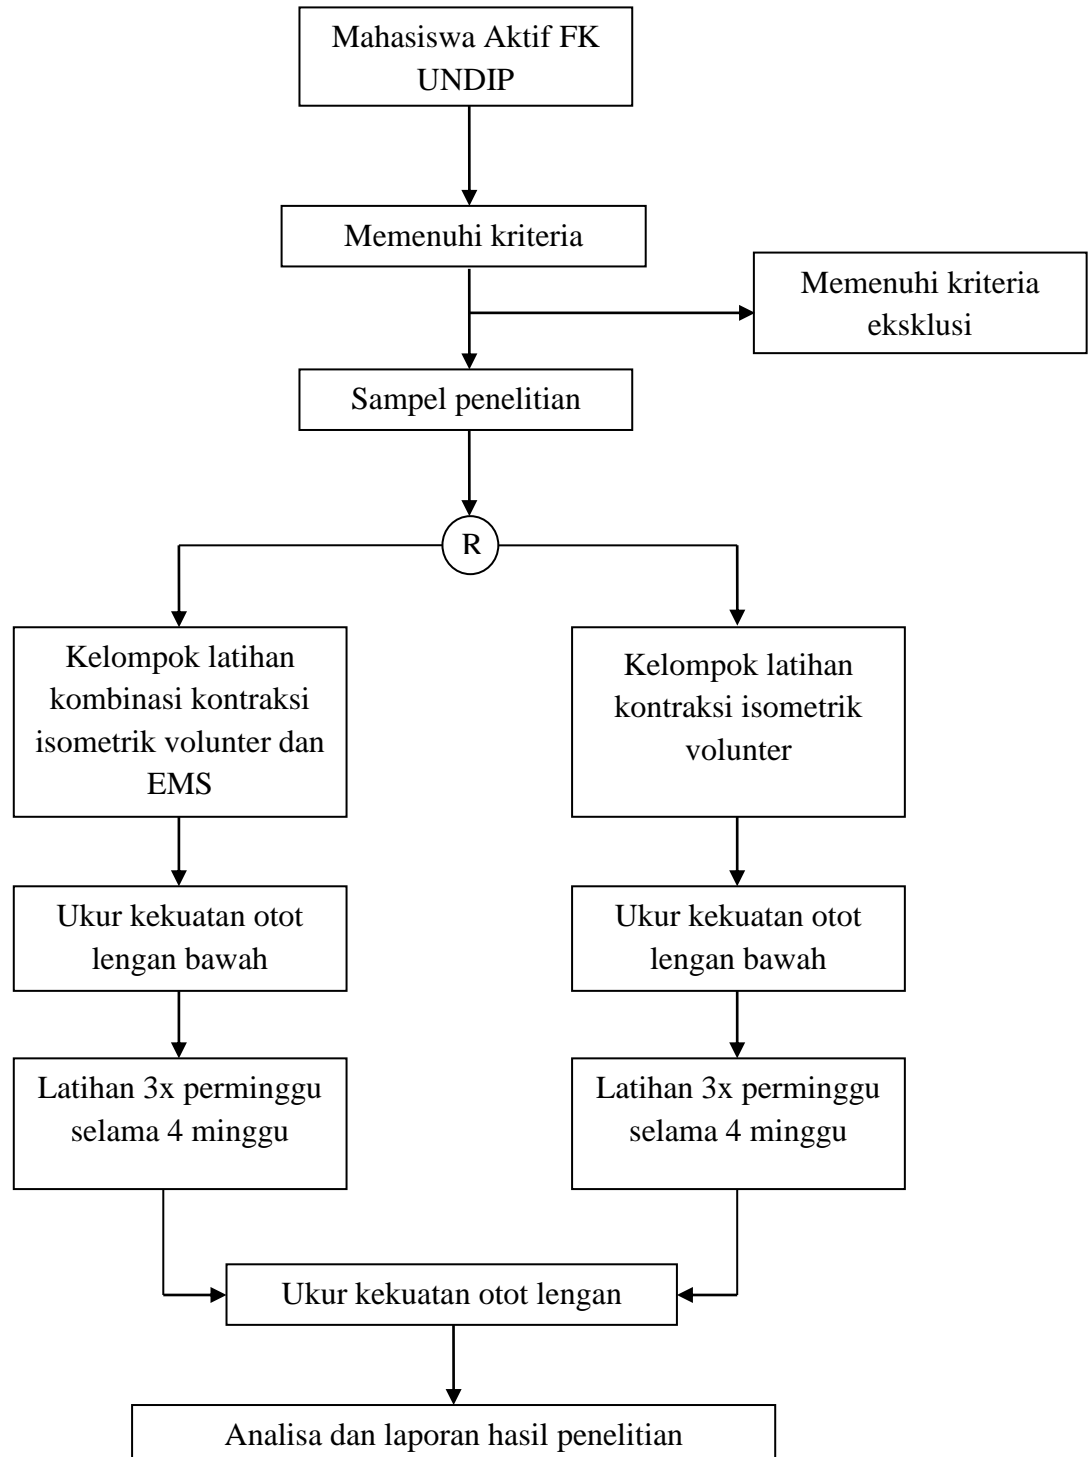 Mahasiswa Aktif FK
UNDIP
Memenuhi kriteria
Memenuhi kriteria
eksklusi
Sampel penelitian
R
Kelompok latihan
kombinasi kontraksi
isometrik volunter dan
EMS
Kelompok latihan
kontraksi isometrik
volunter
Ukur kekuatan otot
lengan bawah
Ukur kekuatan otot
lengan bawah
Latihan 3x perminggu
selama 4 minggu
Latihan 3x perminggu
selama 4 minggu
Ukur kekuatan otot lengan
Analisa dan laporan hasil penelitian